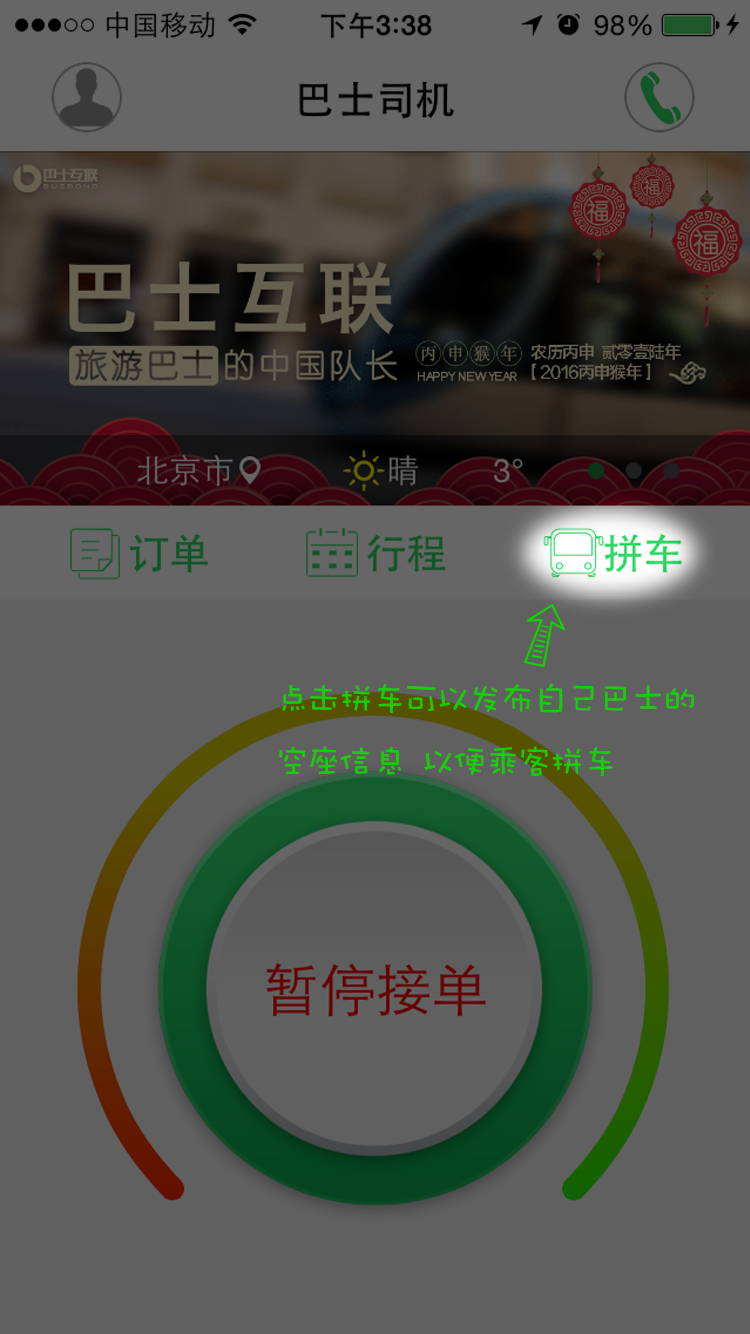 中国移动 下午3:38 98%
巴士司机
巴士互联
BUSBOND
福 福 福
巴士互联
旅游巴士的中国队长
丙申猴年 农历丙申 贰零壹陆年
HAPPY NEW YEAR 【2016丙申猴年】
北京市 晴 3°
订单 行程 拼车
点击拼车可以发布自己巴士的
空座信息 以便乘客拼车
暂停接单